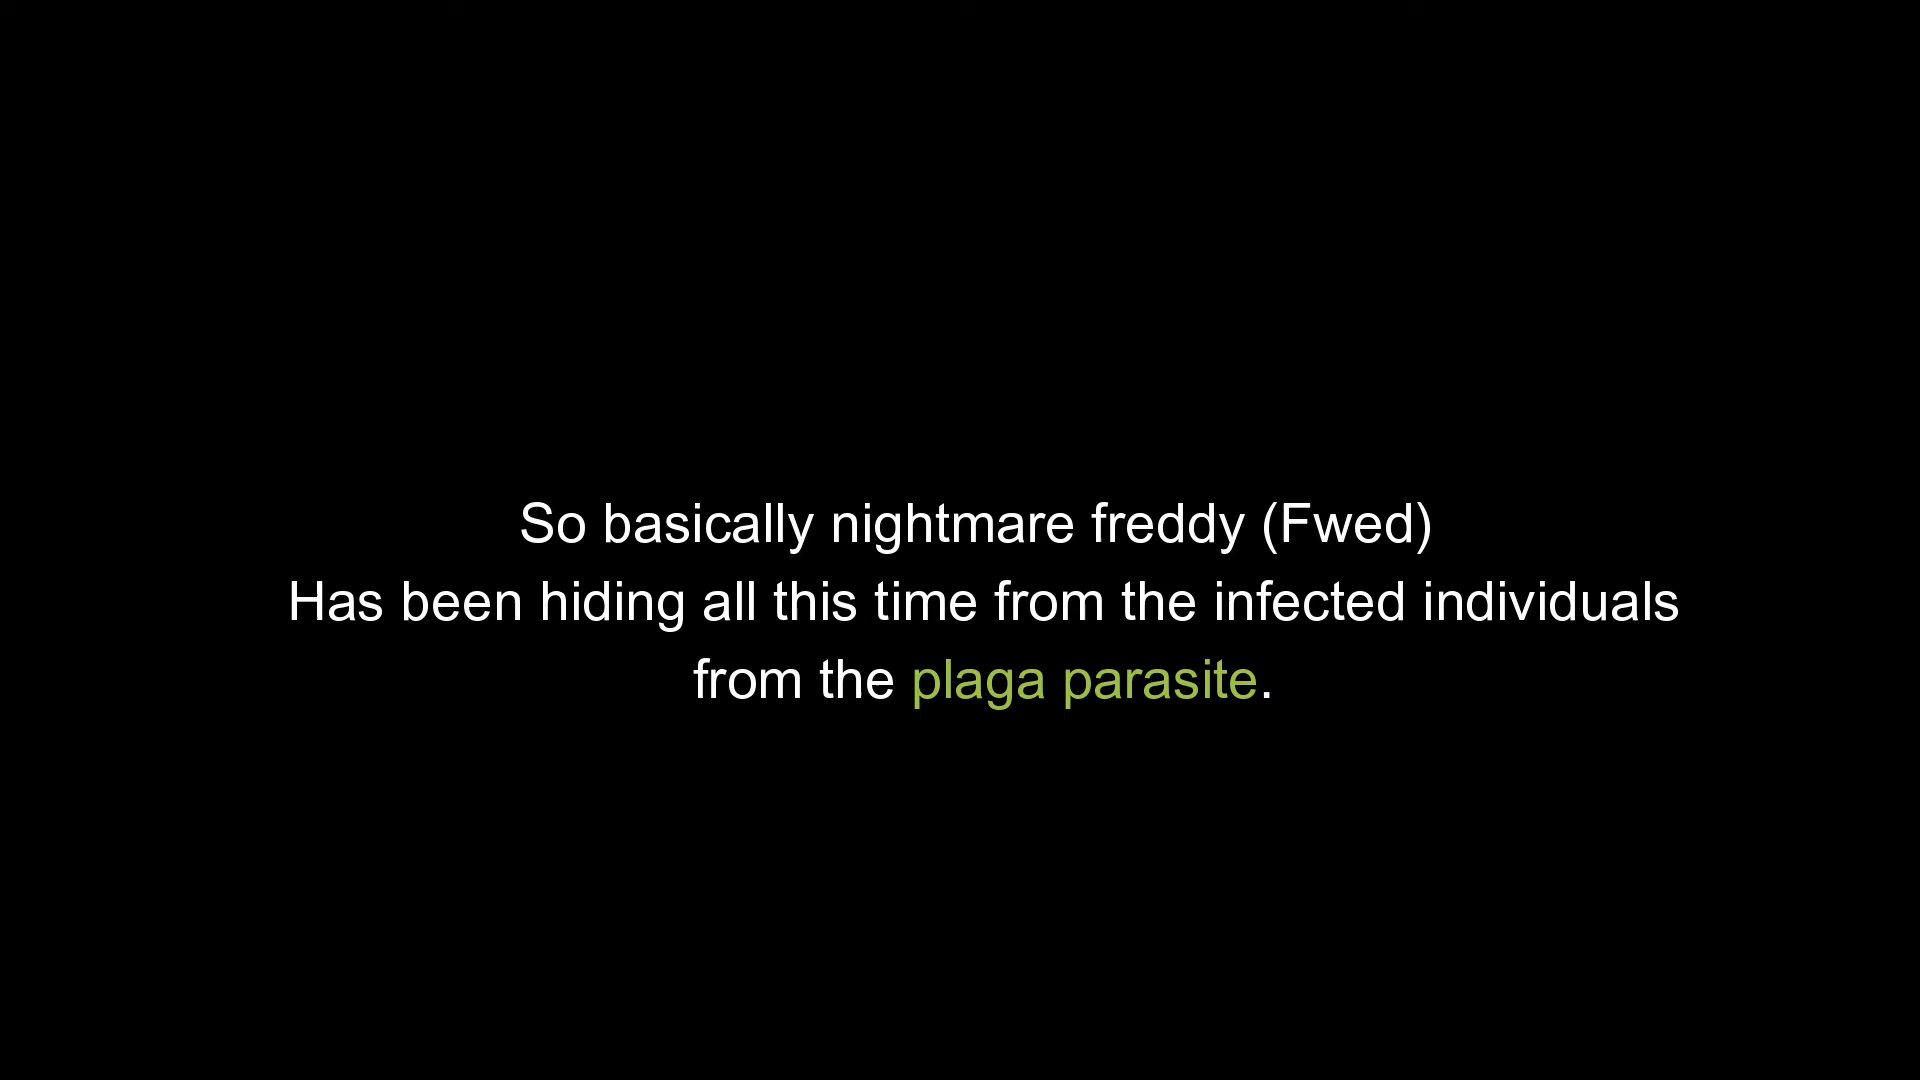 So basically nightmare freddy (Fwed)
Has been hiding all this time from the infected individuals
from the plaga parasite.